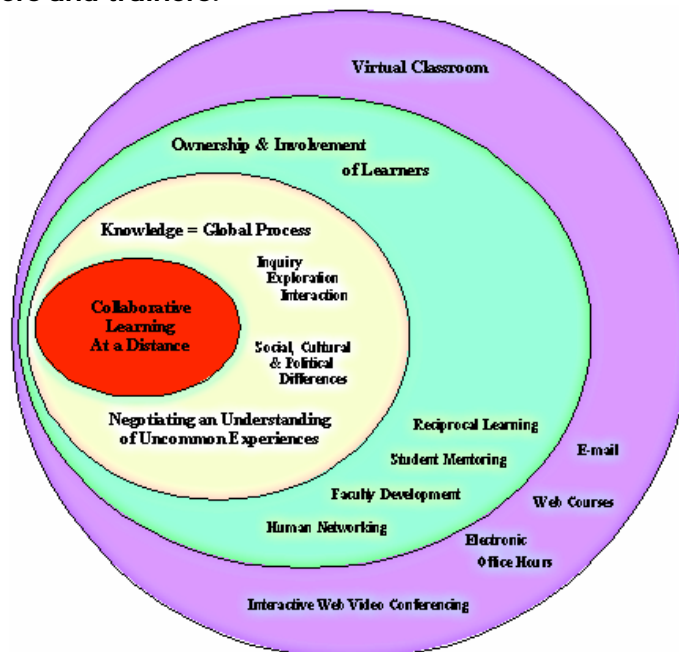 and trainers.
Virtual Classroom
Ownership & Involvement
of Learners
Knowledge = Global Process
Inquiry
Exploration
Interaction
Collaborative
Learning
At a Distance
Social, Cultural
& Political
Differences
Negotiating an Understanding
of Uncommon Experiences
Reciprocal Learning
Student Mentoring
Faculty Development
Human Networking
E-mail
Web Courses
Electronic
Office Hours
Interactive Web Video Conferencing